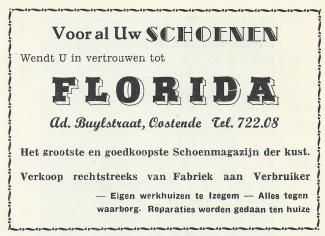 Voor al Uw SCHOENEN
Wendt U in vertrouwen tot
FLORIDA
Ad. Buylstraat, Oostende Tel. 722.08
Het grootste en goedkoopste Schoenmagazijn der kust.
Verkoop rechtstreeks van Fabriek aan Verbruiker
— Eigen werkhuizen te Izegem — Alles tegen
waarborg. Reparaties worden gedaan ten huize